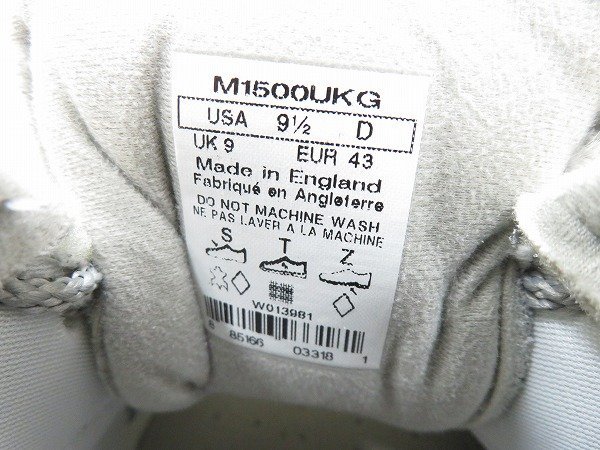 M1500UKG
USA 9½ D
UK 9 EUR 43
Made in England
Fabriqué en Angleterre
DO NOT MACHINE WASH
NE PAS LAVER A LA MACHINE
S T Z
W013981
8 85166 03318 1